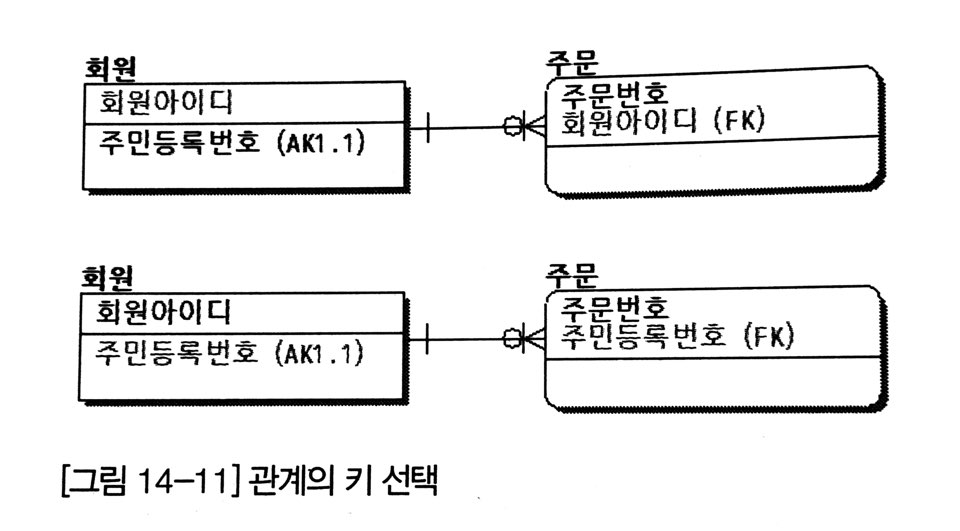 회원
회원아이디
주민등록번호 (AK1.1)
주문
주문번호
회원아이디 (FK)
회원
회원아이디
주민등록번호 (AK1.1)
주문
주문번호
주민등록번호 (FK)
[그림 14-11] 관계의 키 선택